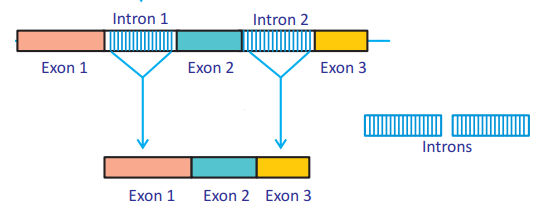 Intron 1
Intron 2
Exon 1
Exon 2
Exon 3
Introns
Exon 1
Exon 2
Exon 3